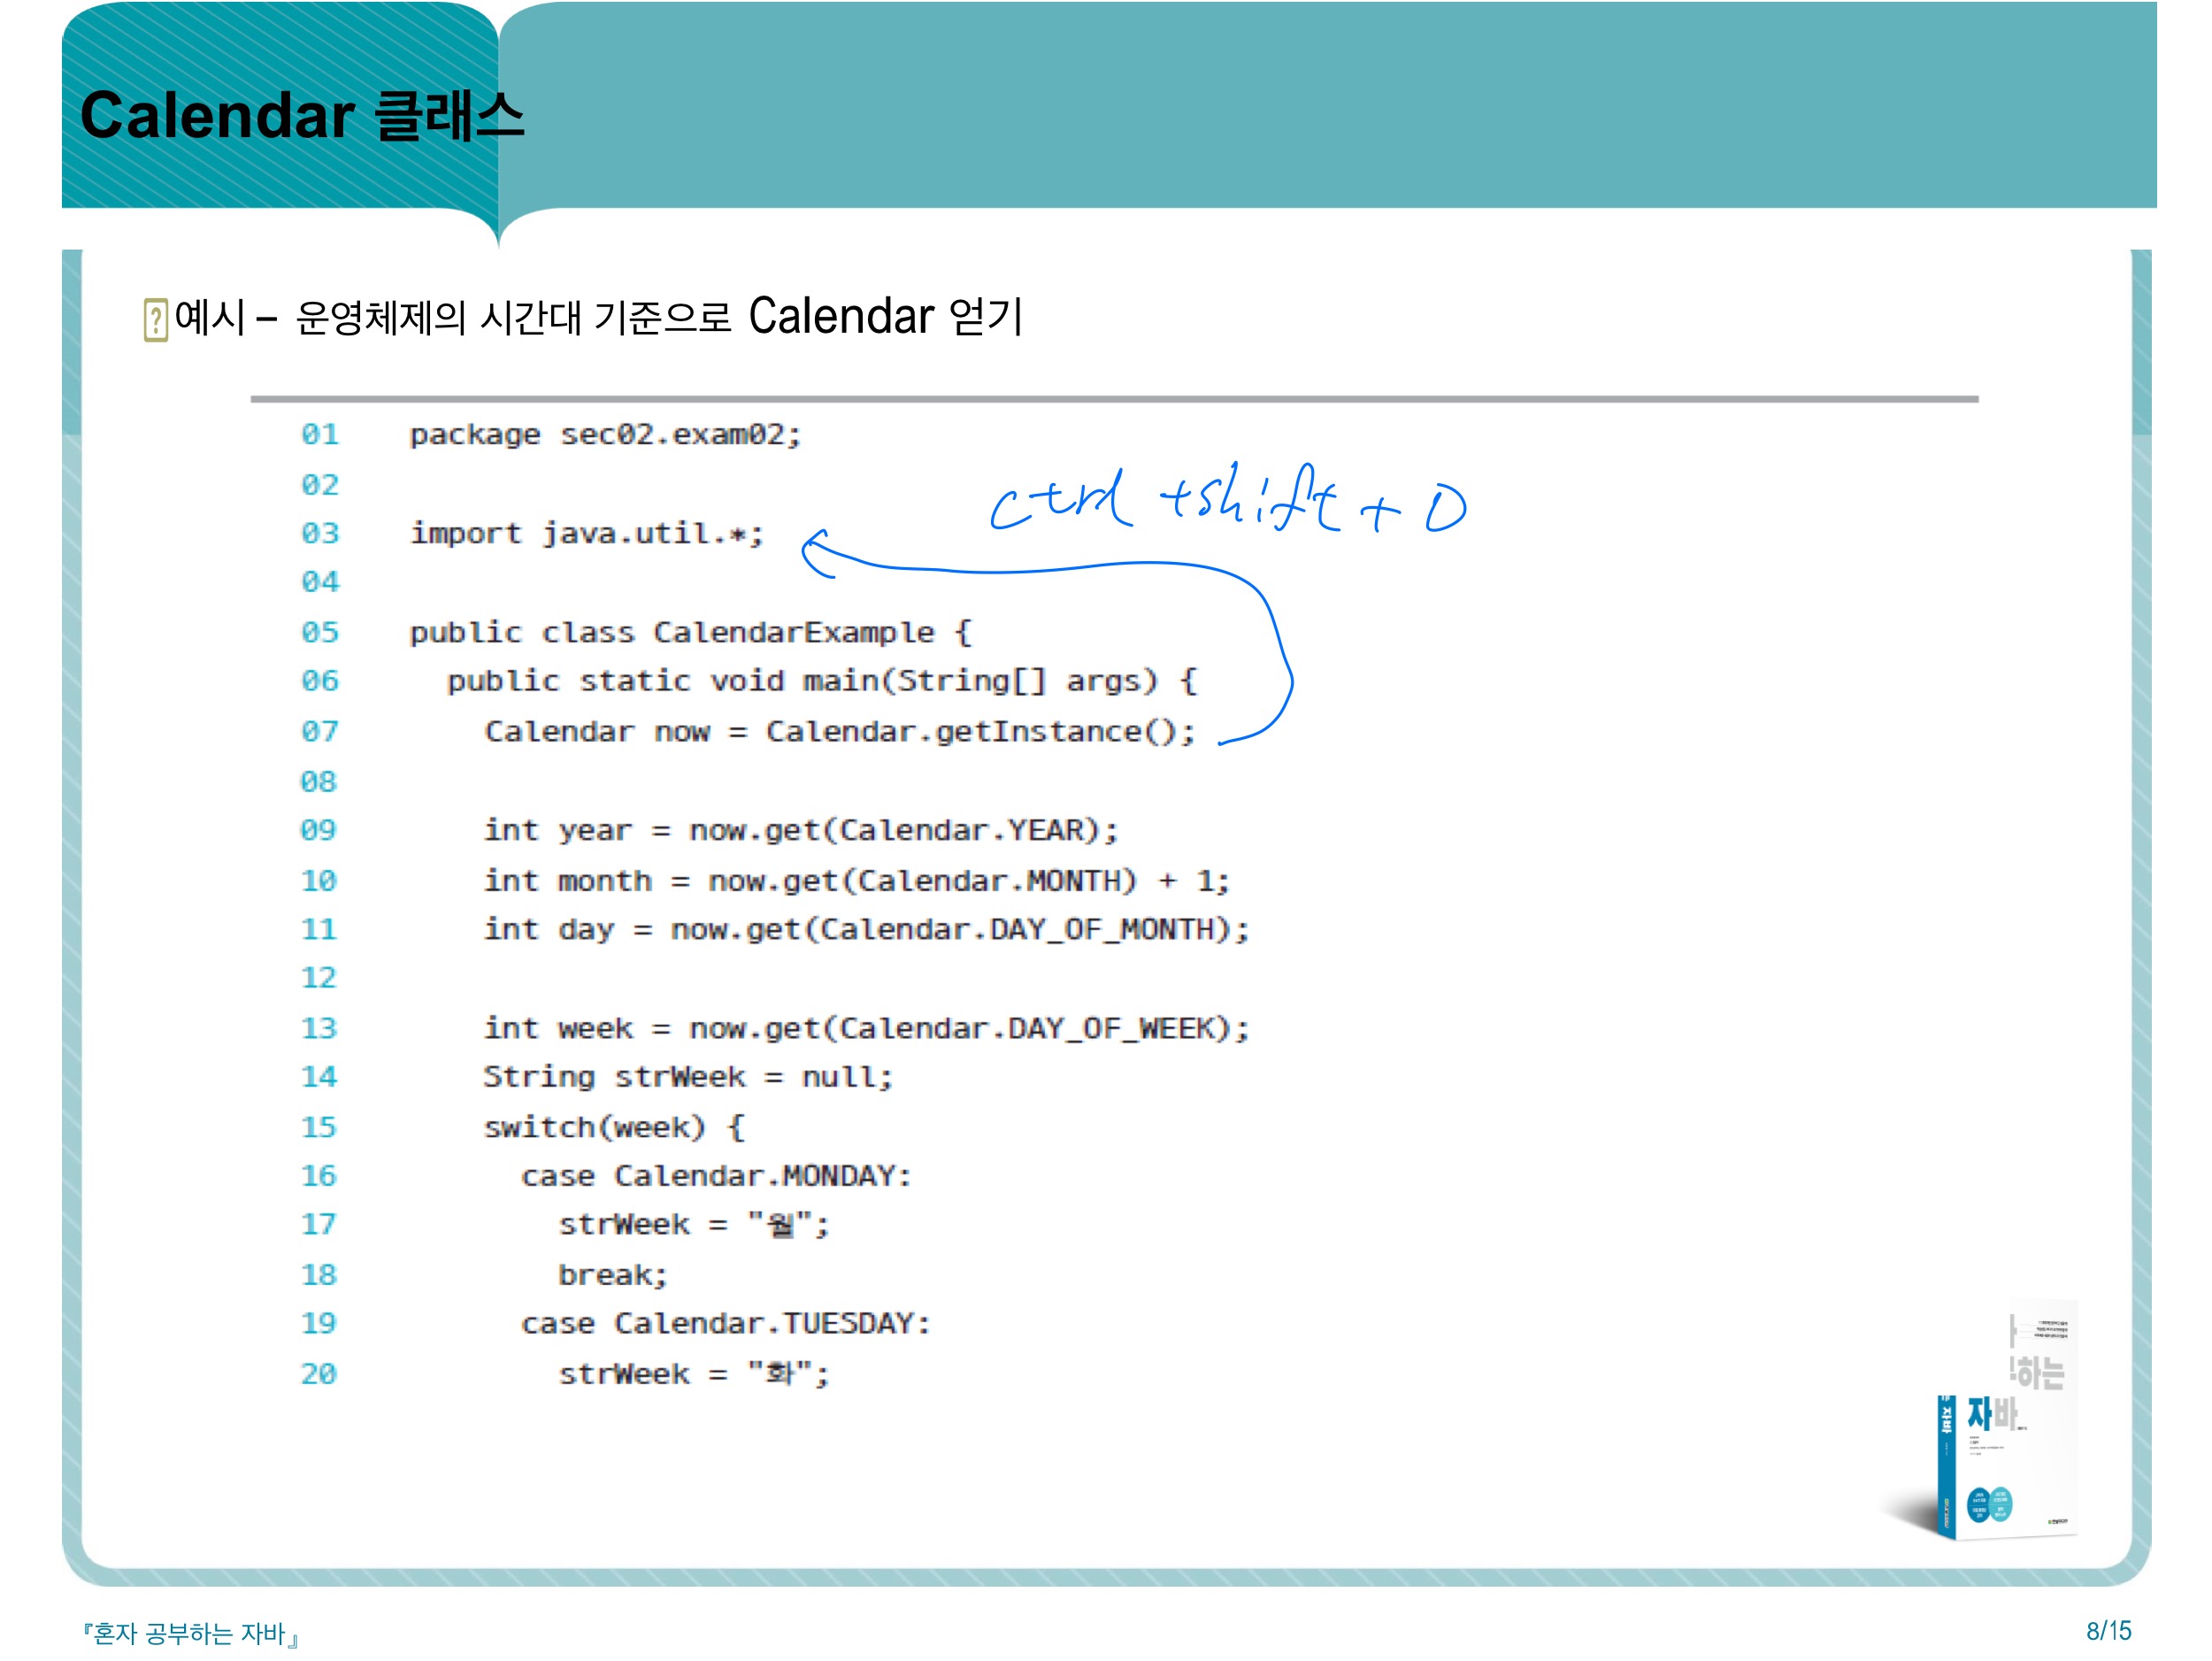 Calendar 클래스
예시 – 운영체제의 시간대 기준으로 Calendar 얻기
01 package sec02.exam02;
02
ctrl +shift + O
03 import java.util.*;
04
05 public class CalendarExample {
06 public static void main(String[] args) {
07 Calendar now = Calendar.getInstance();
08
09 int year = now.get(Calendar.YEAR);
10 int month = now.get(Calendar.MONTH) + 1;
11 int day = now.get(Calendar.DAY_OF_MONTH);
12
13 int week = now.get(Calendar.DAY_OF_WEEK);
14 String strWeek = null;
15 switch(week) {
16 case Calendar.MONDAY:
17 strWeek = "월";
18 break;
19 case Calendar.TUESDAY:
20 strWeek = "화";
하는
자바
자바
『혼자 공부하는 자바』
8/15